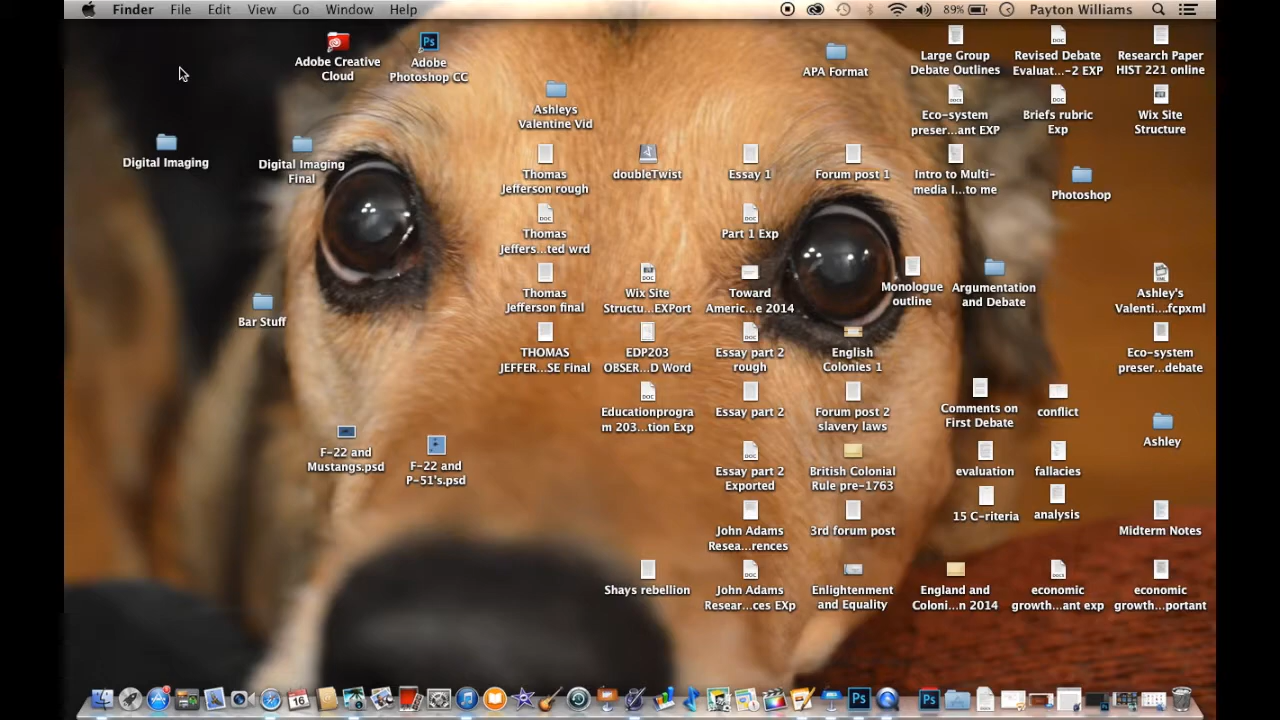 Finder File Edit View Go Window Help 89% Payton Williams
Adobe Creative
Cloud
Adobe
Photoshop CC
APA Format
Large Group
Debate Outlines
Revised Debate
Evaluat...-2 EXP
Research Paper
HIST 221 online
Ashleys
Valentine Vid
Eco-system
preser...ant EXP
Briefs rubric
Exp
Wix Site
Structure
Digital Imaging
Digital Imaging
Final
Thomas
Jefferson rough
doubleTwist
Essay 1
Forum post 1
Intro to Multi-
media I...to me
Photoshop
Thomas
Jeffers...ted wrd
Part 1 Exp
Bar Stuff
Thomas
Jefferson final
Wix Site
Structu...EXPort
Toward
Americ...e 2014
Monologue
outline
Argumentation
and Debate
Ashley's
Valenti....fcpxml
THOMAS
JEFFER...SE Final
EDP203
OBSER...D Word
Essay part 2
rough
English
Colonies 1
Eco-system
preser...debate
Educationprogra
m 203...tion Exp
Essay part 2
Forum post 2
slavery laws
Comments on
First Debate
conflict
Ashley
F-22 and
Mustangs.psd
F-22 and
P-51's.psd
Essay part 2
Exported
British Colonial
Rule pre-1763
evaluation
fallacies
John Adams
Resea...rences
3rd forum post
15 C-riteria
analysis
Midterm Notes
Shays rebellion
John Adams
Resear...ces EXp
Enlightenment
and Equality
England and
Coloni...n 2014
economic
growth...ant exp
economic
growth...portant
16
Ps